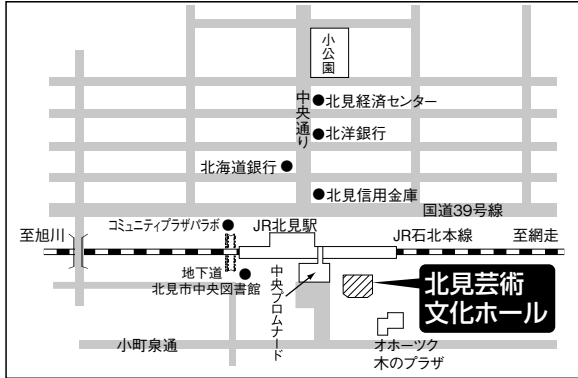 小公園
中央通り
北見経済センター
北洋銀行
北海道銀行
北見信用金庫
国道39号線
コミュニティプラザパラボ
JR北見駅
JR石北本線
至旭川
至網走
地下道
北見市中央図書館
中央プロムナード
北見芸術
文化ホール
小町泉通
オホーツク
木のプラザ